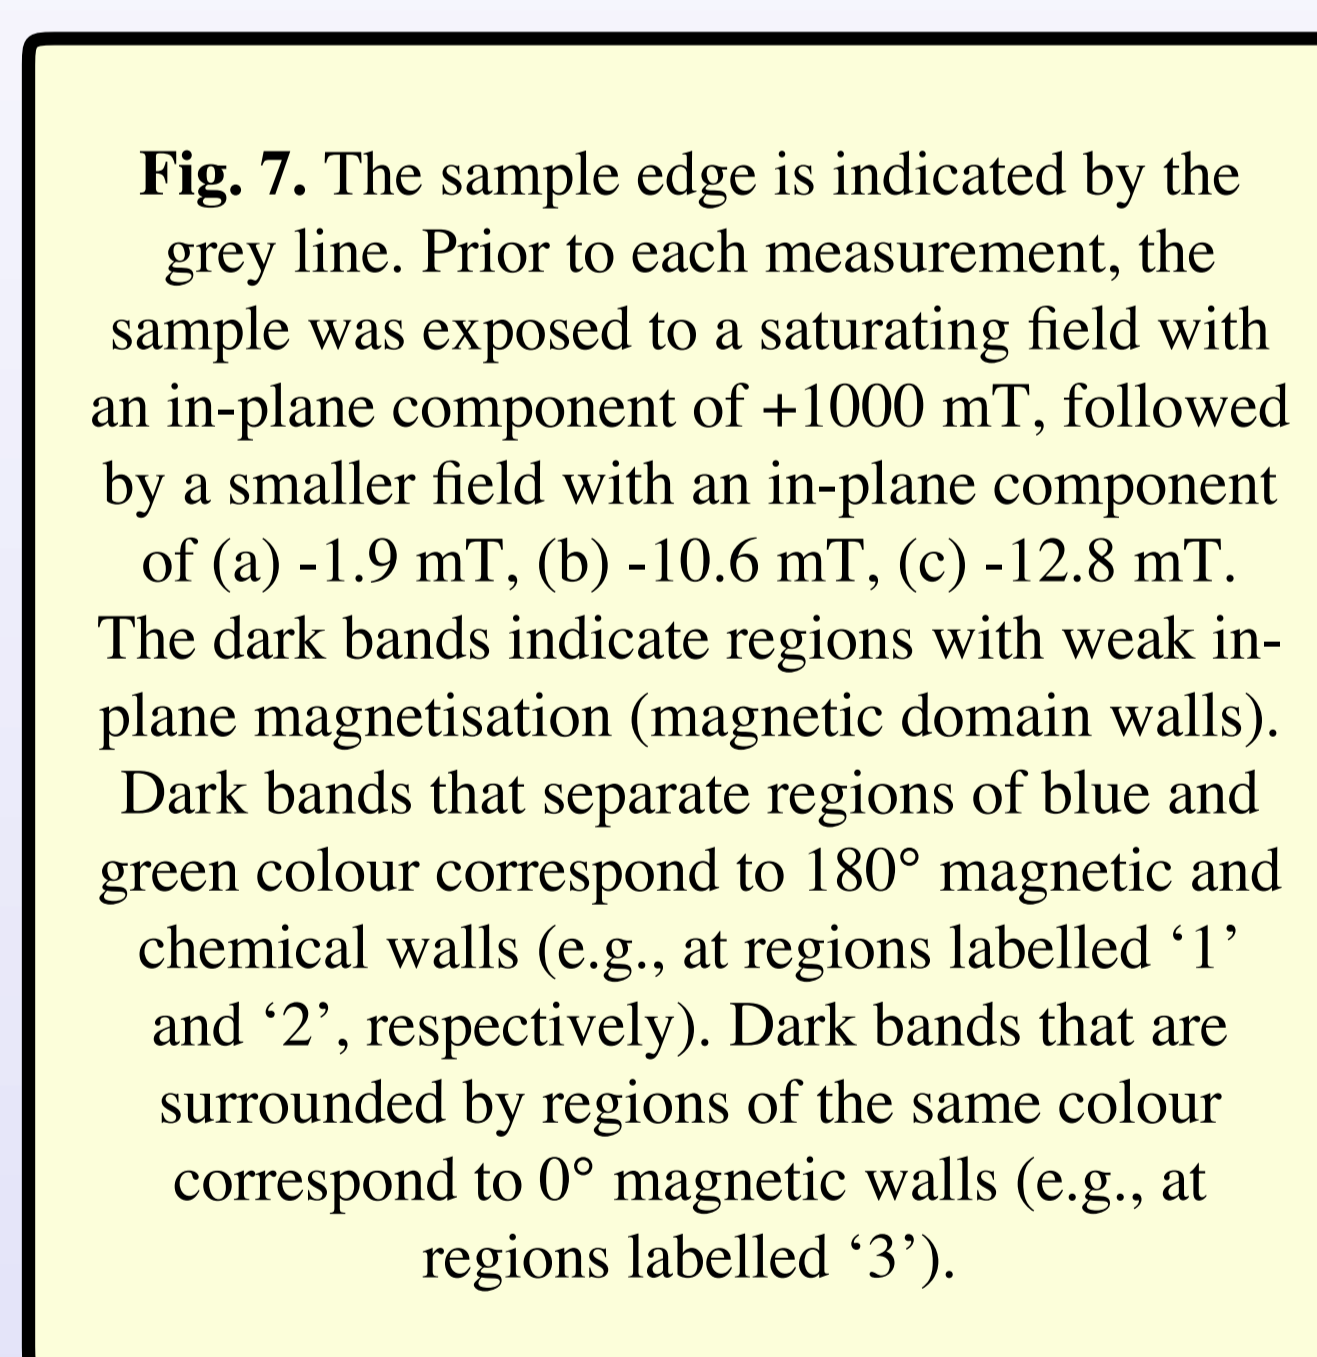 Fig. 7. The sample edge is indicated by the
grey line. Prior to each measurement, the
sample was exposed to a saturating field with
an in-plane component of +1000 mT, followed
by a smaller field with an in-plane component
of (a) -1.9 mT, (b) -10.6 mT, (c) -12.8 mT.
The dark bands indicate regions with weak in-
plane magnetisation (magnetic domain walls).
Dark bands that separate regions of blue and
green colour correspond to 180° magnetic and
chemical walls (e.g., at regions labelled ‘1’
and ‘2’, respectively). Dark bands that are
surrounded by regions of the same colour
correspond to 0° magnetic walls (e.g., at
regions labelled ‘3’).